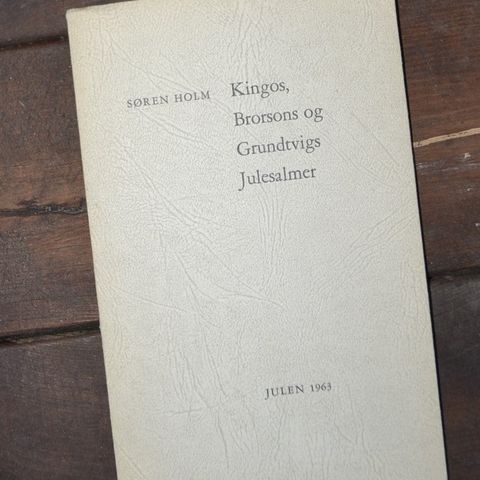 SØREN HOLM Kingos,
Brorsons og
Grundtvigs
Julesalmer
JULEN 1963